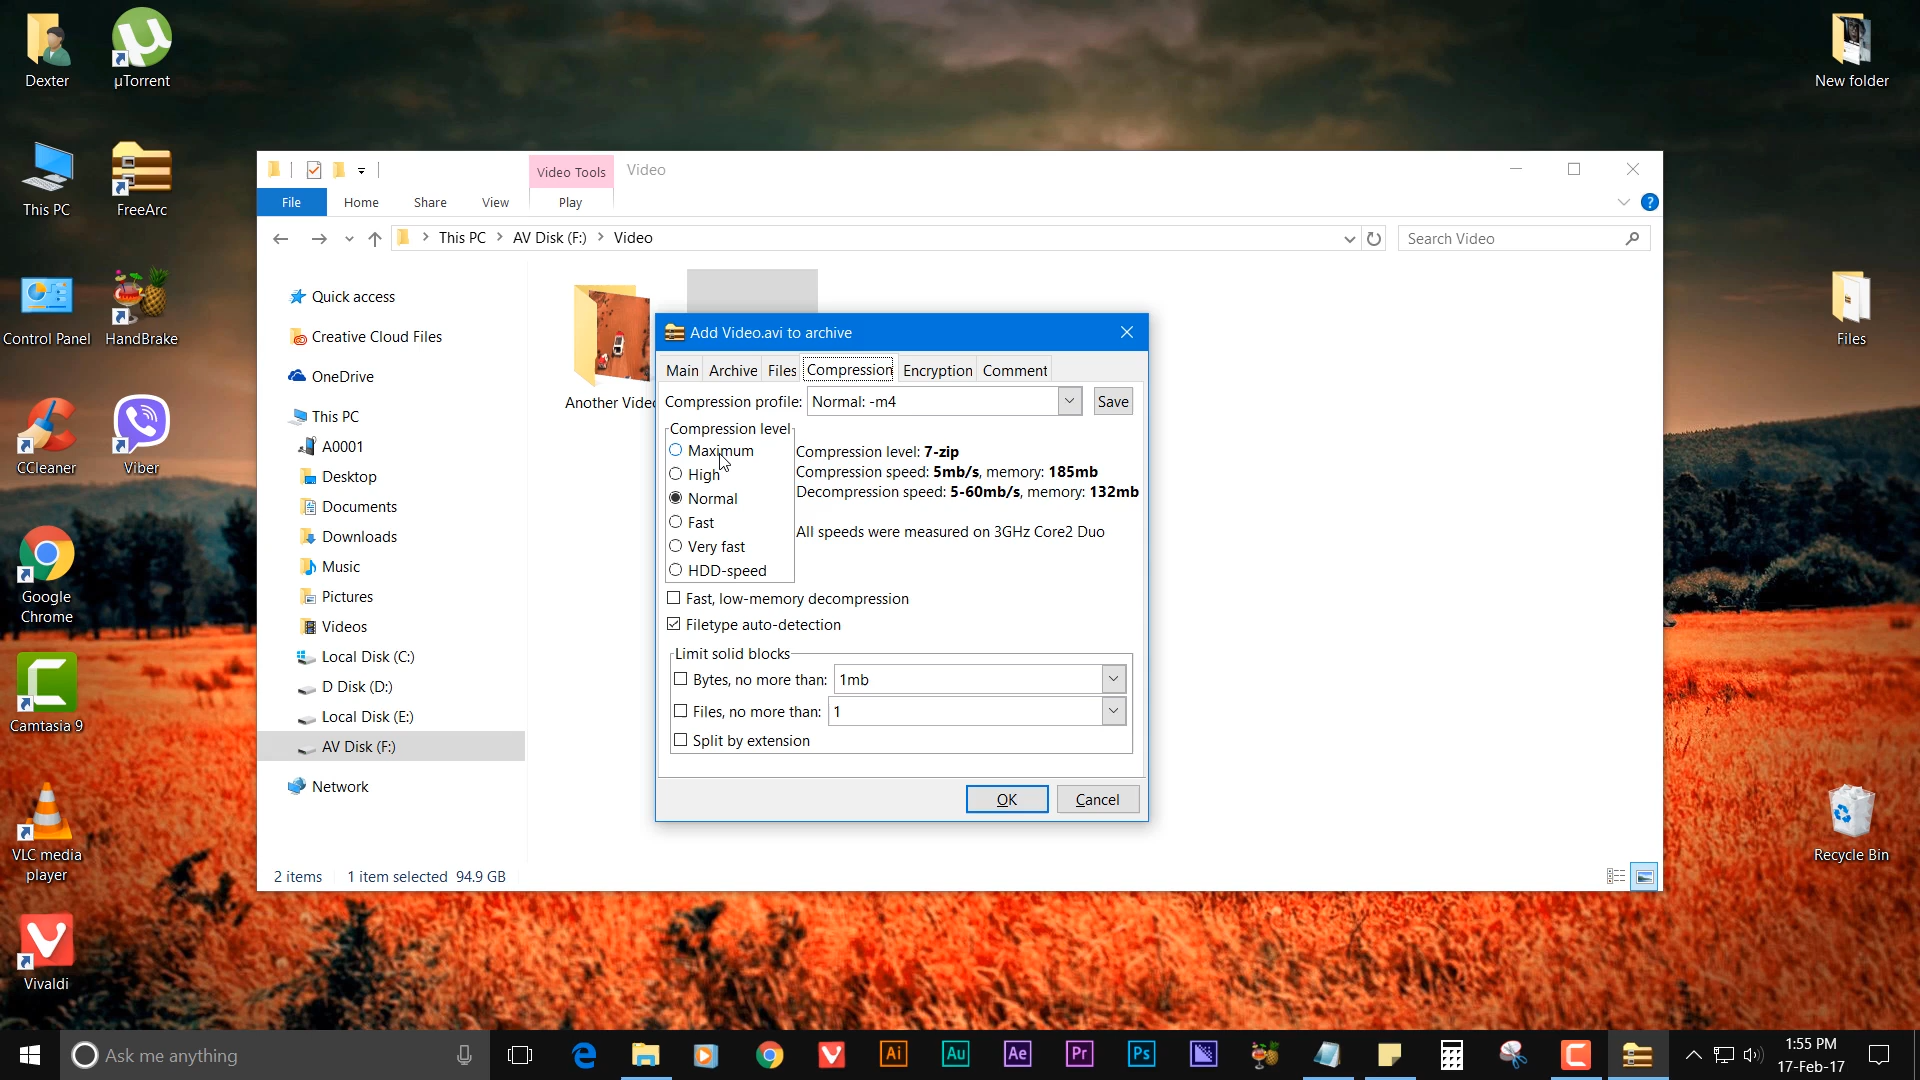 Dexter
µTorrent
New folder
This PC
FreeArc
Control Panel
HandBrake
Files
CCleaner
Viber
Google
Chrome
Camtasia 9
VLC media
player
Recycle Bin
Vivaldi
Video Tools
Video
File
Home
Share
View
Play
?
This PC
AV Disk (F:)
Video
Search Video
Quick access
Creative Cloud Files
OneDrive
This PC
A0001
Desktop
Documents
Downloads
Music
Pictures
Videos
Local Disk (C:)
D Disk (D:)
Local Disk (E:)
AV Disk (F:)
Network
Another Video
2 items
1 item selected 94.9 GB
Add Video.avi to archive
Main
Archive
Files
Compression
Encryption
Comment
Compression profile:
Normal: -m4
Save
Compression level
Maximum
High
Normal
Fast
Very fast
HDD-speed
Compression level: 7-zip
Compression speed: 5mb/s, memory: 185mb
Decompression speed: 5-60mb/s, memory: 132mb
All speeds were measured on 3GHz Core2 Duo
Fast, low-memory decompression
Filetype auto-detection
Limit solid blocks
Bytes, no more than:
1mb
Files, no more than:
1
Split by extension
OK
Cancel
Ask me anything
Ai
Au
Ae
Pr
Ps
1:55 PM
17-Feb-17